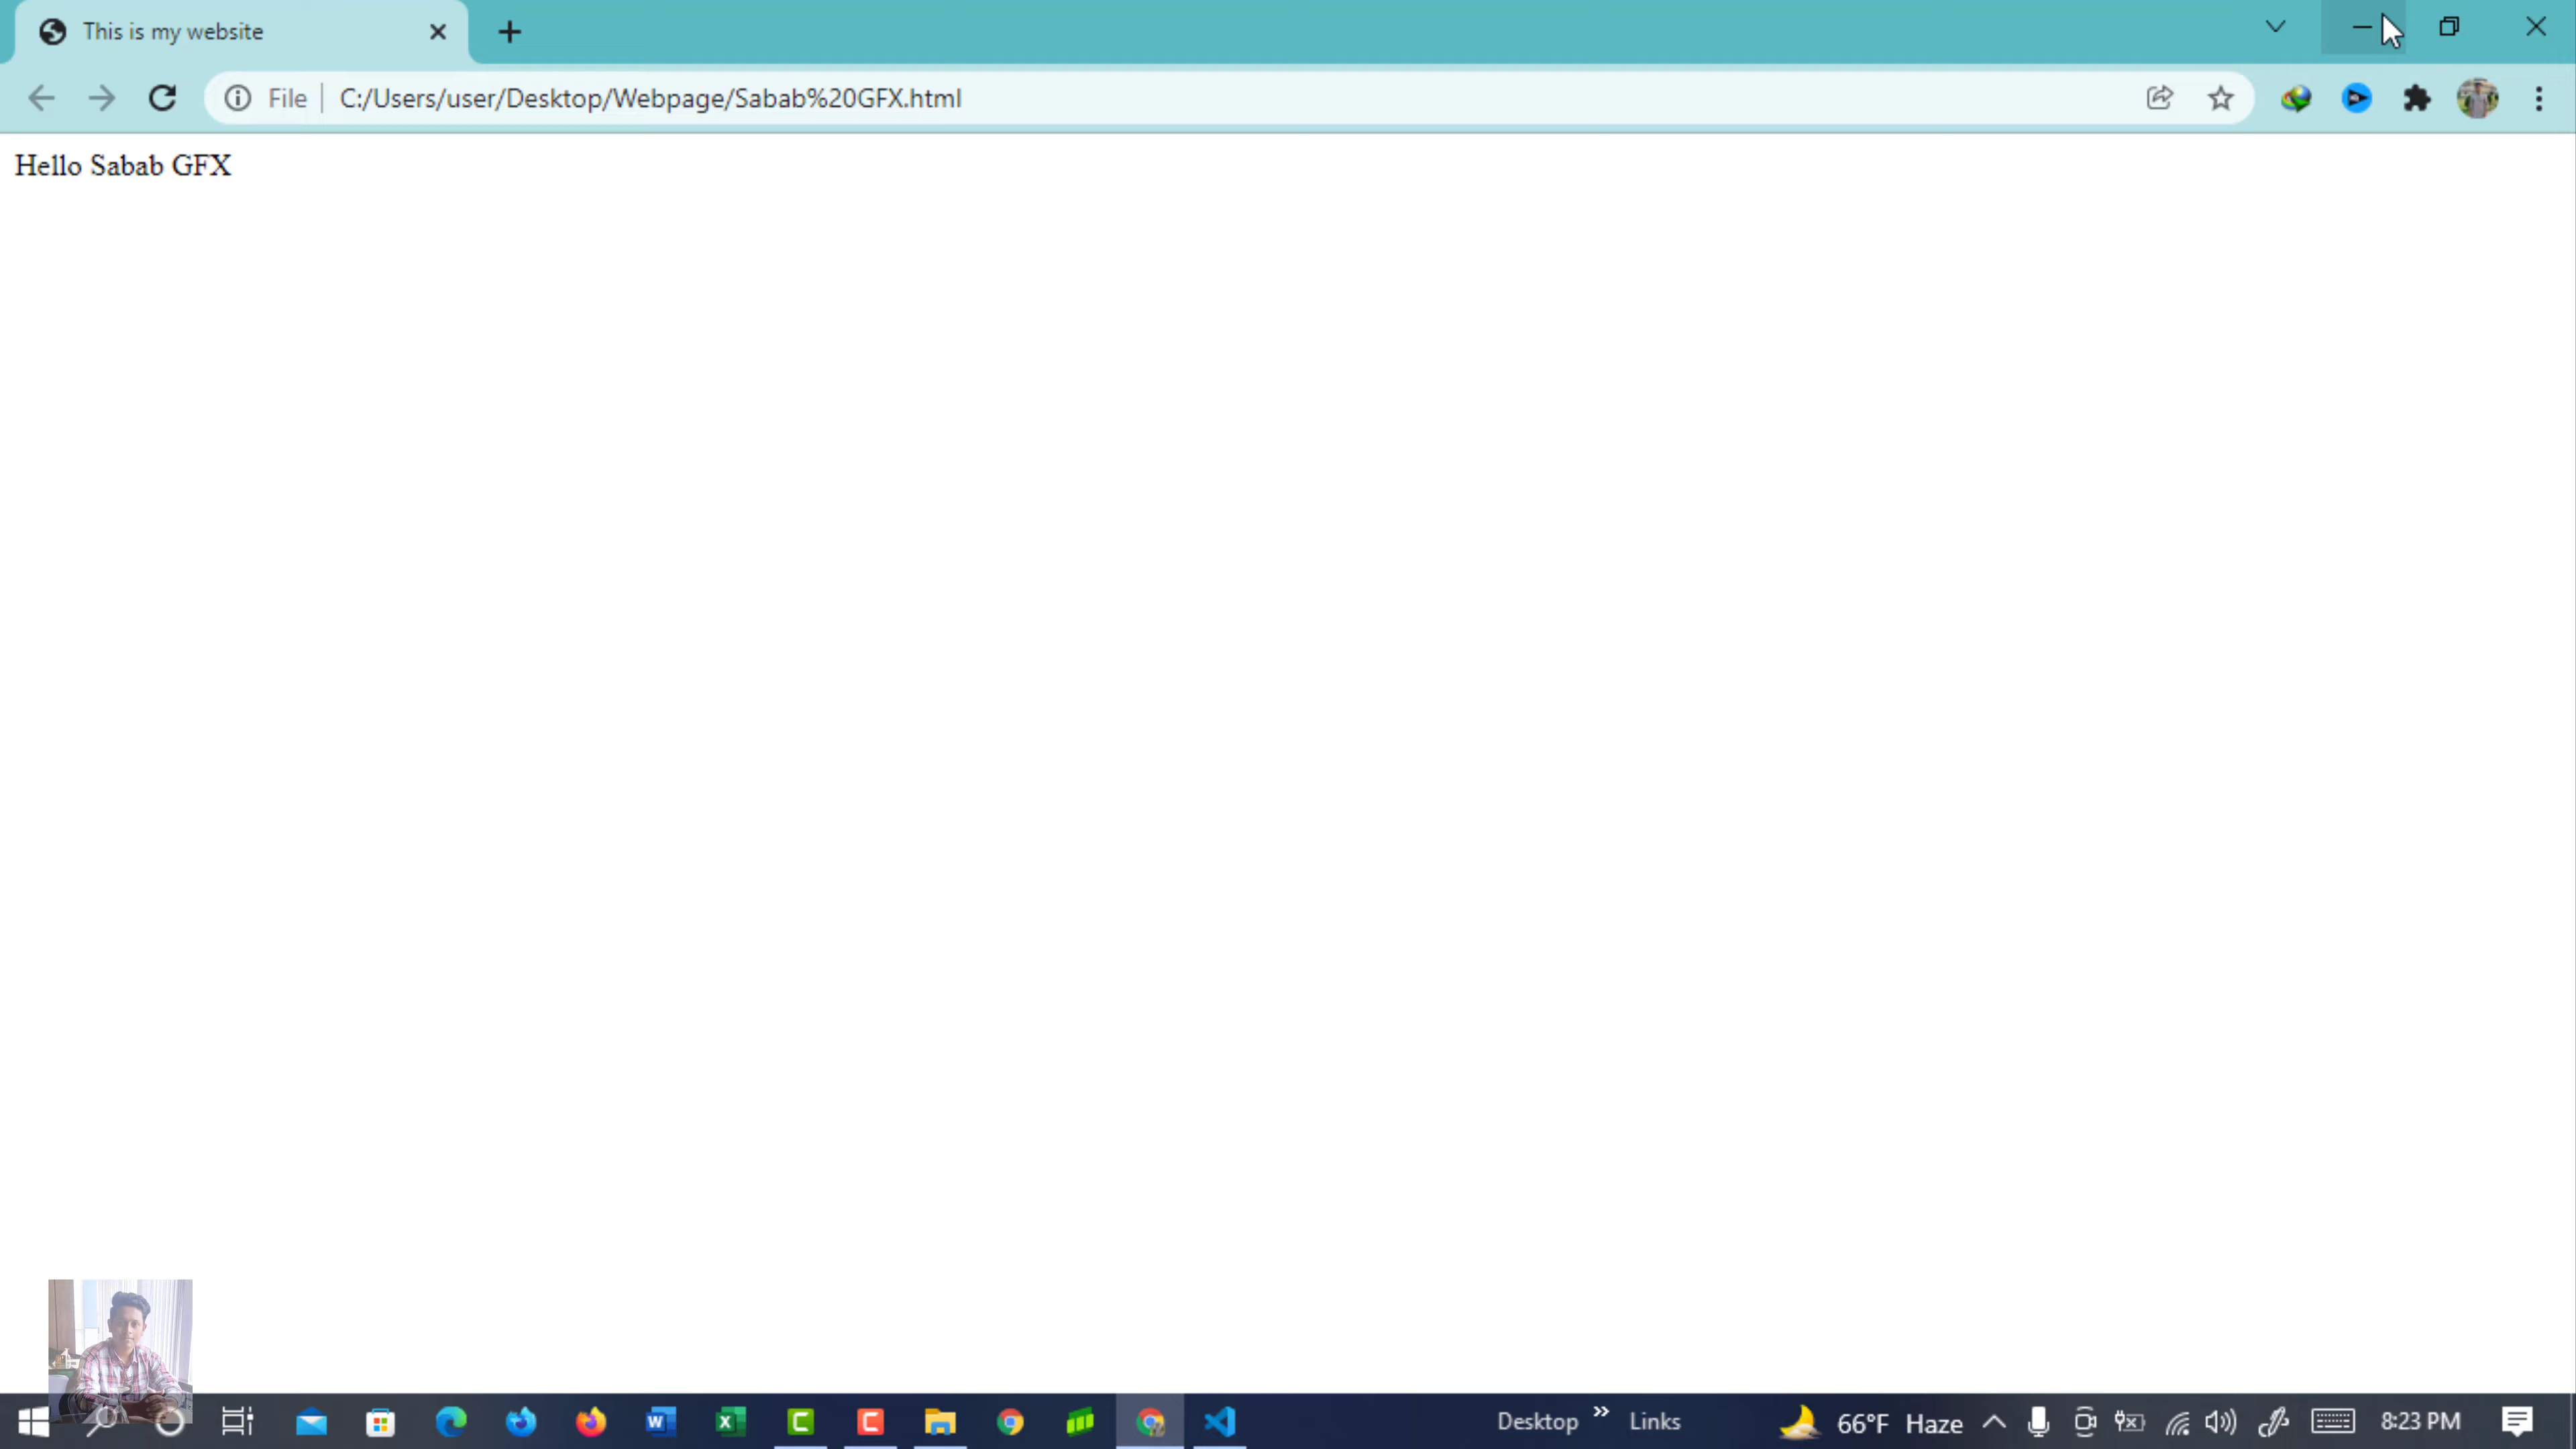 This is my website
File C:/Users/user/Desktop/Webpage/Sabab%20GFX.html
Hello Sabab GFX
Desktop » Links 66°F Haze 8:23 PM